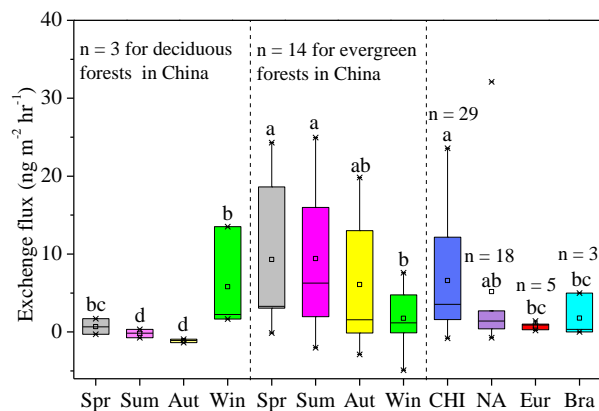 40
30
20
10
0
Exchenge flux (ng m⁻² hr⁻¹)
n = 3 for deciduous
forests in China
n = 14 for evergreen
forests in China
bc
d
d
b
a
a
ab
b
n = 29
a
n = 18
ab
n = 5
bc
n = 3
bc
Spr Sum Aut Win Spr Sum Aut Win CHI NA Eur Bra